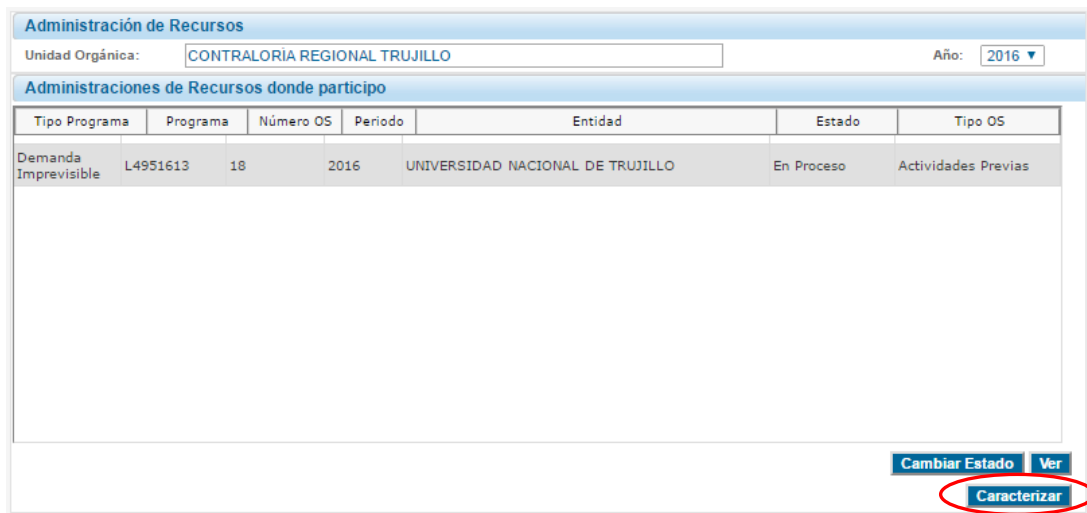 Administración de Recursos
Unidad Orgánica: CONTRALORÌA REGIONAL TRUJILLO Año: 2016
Administraciones de Recursos donde participo
Tipo Programa Programa Número OS Periodo Entidad Estado Tipo OS
Demanda Imprevisible L4951613 18 2016 UNIVERSIDAD NACIONAL DE TRUJILLO En Proceso Actividades Previas
Cambiar Estado Ver
Caracterizar